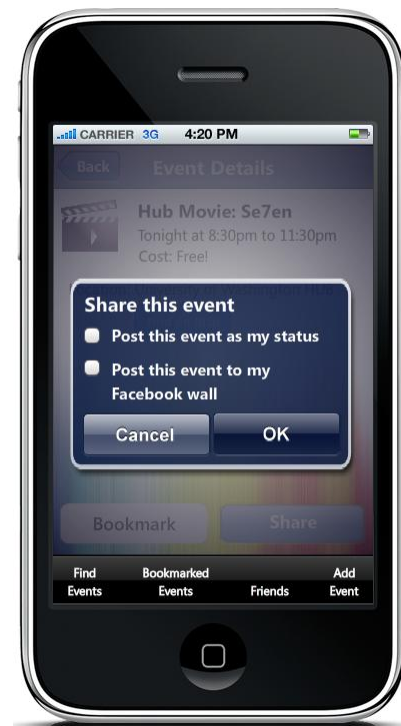 CARRIER 3G 4:20 PM
Back Event Details
Hub Movie: Se7en
Tonight at 8:30pm to 11:30pm
Cost: Free!
Share this event
Post this event as my status
Post this event to my
Facebook wall
Cancel OK
Bookmark Share
Find Bookmarked Add
Events Events Friends Event